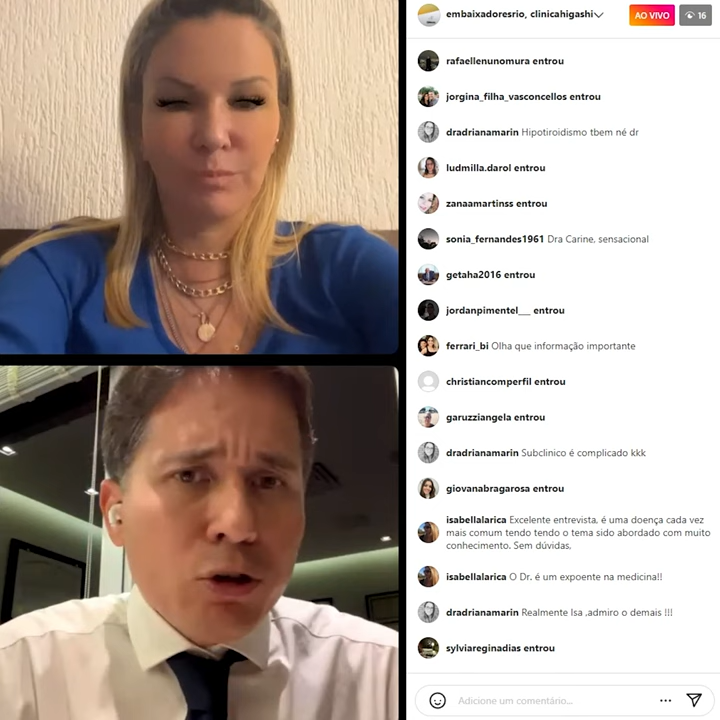 embaixadoresrio, clinicahigashi
AO VIVO
16
rafaellenunomura entrou
jorgina_filha_vasconcellos entrou
dradrianamarin Hipotiroidismo tbem né dr
ludmilla.darol entrou
zanaamartinss entrou
sonia_fernandes1961 Dra Carine, sensacional
getaha2016 entrou
jordanpimentel___ entrou
ferrari_bi Olha que informação importante
christiancomperfil entrou
garuzziangela entrou
dradrianamarin Subclinico é complicado kkk
giovanabragarosa entrou
isabellalarica Excelente entrevista, é uma doença cada vez
mais comum tendo tendo o tema sido abordado com muito
conhecimento. Sem dúvidas,
isabellalarica O Dr. é um expoente na medicina!!
dradrianamarin Realmente Isa ,admiro o demais !!!
sylviareginadias entrou
Adicione um comentário...